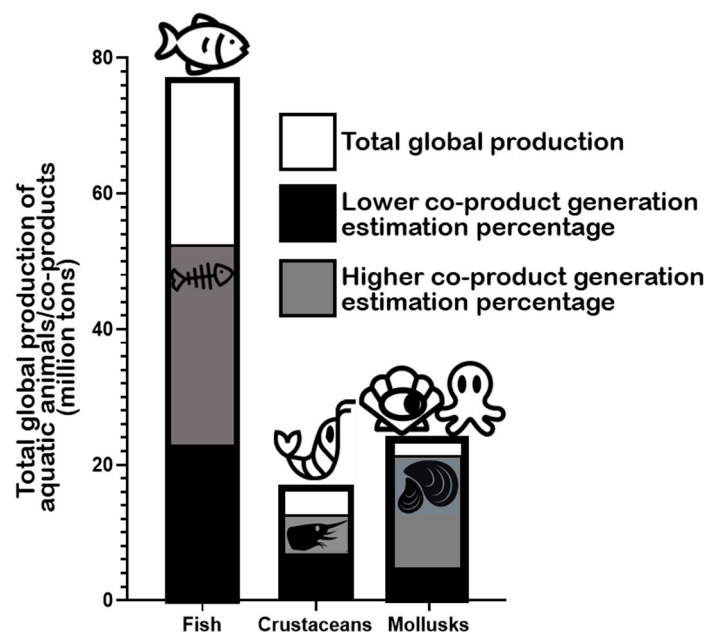 Total global production of
aquatic animals/co-products
(million tons)
80
60
40
20
0
Total global production
Lower co-product generation
estimation percentage
Higher co-product generation
estimation percentage
Fish
Crustaceans
Mollusks